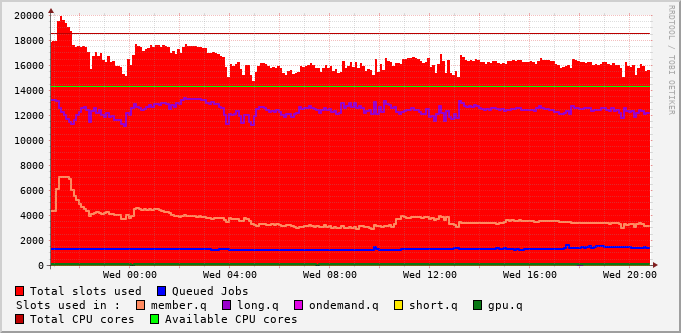 20000
18000
16000
14000
12000
10000
8000
6000
4000
2000
0
Wed 00:00 Wed 04:00 Wed 08:00 Wed 12:00 Wed 16:00 Wed 20:00
RRDTOOL / TOBI OETIKER
Total slots used Queued Jobs
Slots used in : member.q long.q ondemand.q short.q gpu.q
Total CPU cores Available CPU cores